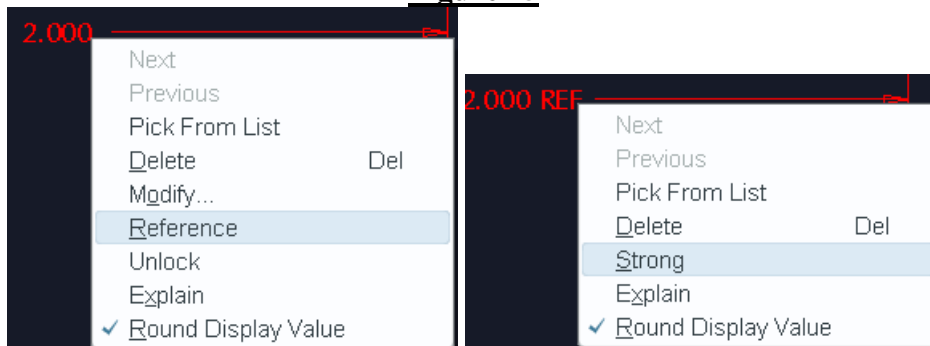 2.000
Next
Previous
Pick From List
Delete Del
Modify...
Reference
Unlock
Explain
✓ Round Display Value
2.000 REF
Next
Previous
Pick From List
Delete Del
Strong
Explain
✓ Round Display Value